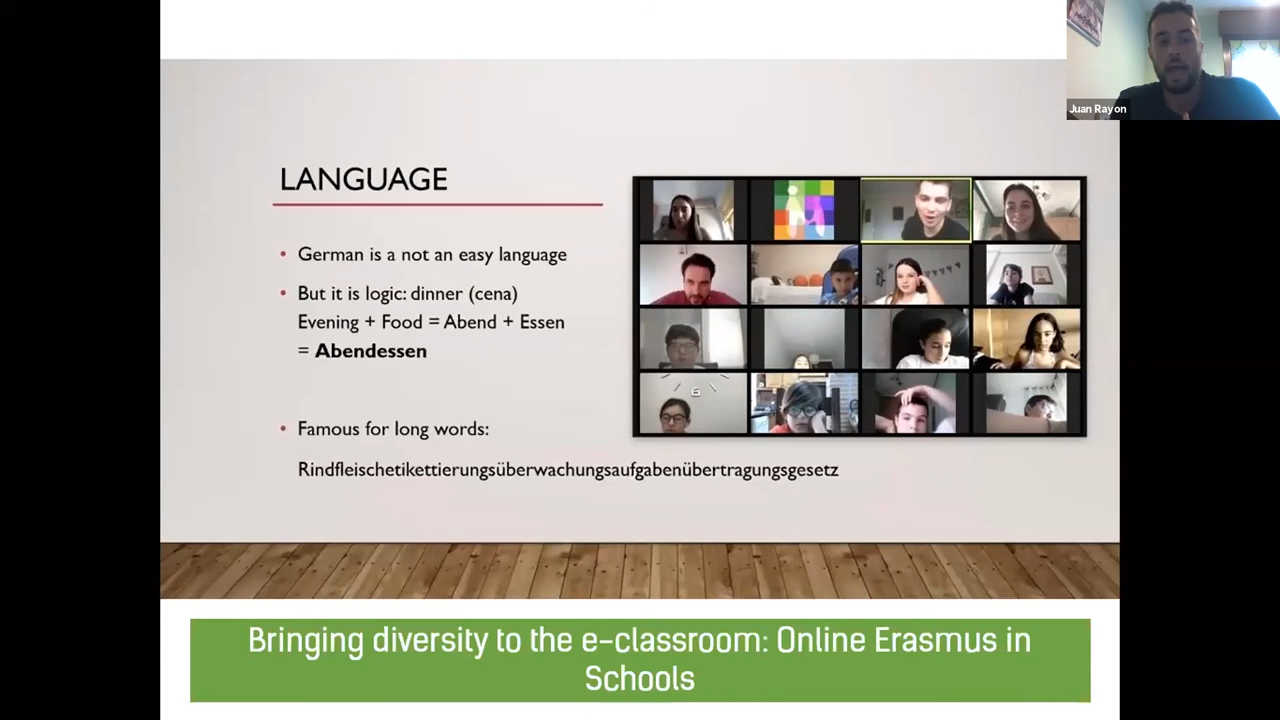 Juan Rayon
LANGUAGE
• German is a not an easy language
• But it is logic: dinner (cena)
Evening + Food = Abend + Essen
= Abendessen
• Famous for long words:
Rindfleischetikettierungsüberwachungsaufgabenübertragungsgesetz
6
Bringing diversity to the e-classroom: Online Erasmus in
Schools